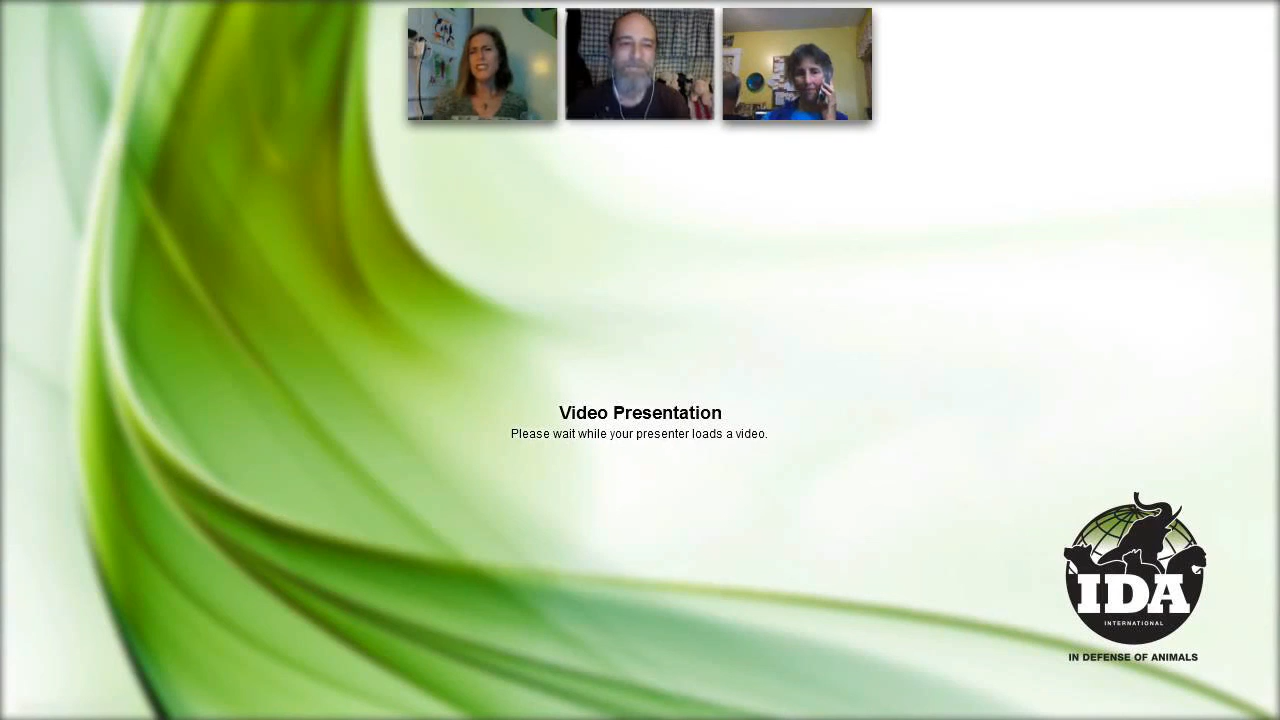 Video Presentation
Please wait while your presenter loads a video.
IDA
INTERNATIONAL
IN DEFENSE OF ANIMALS